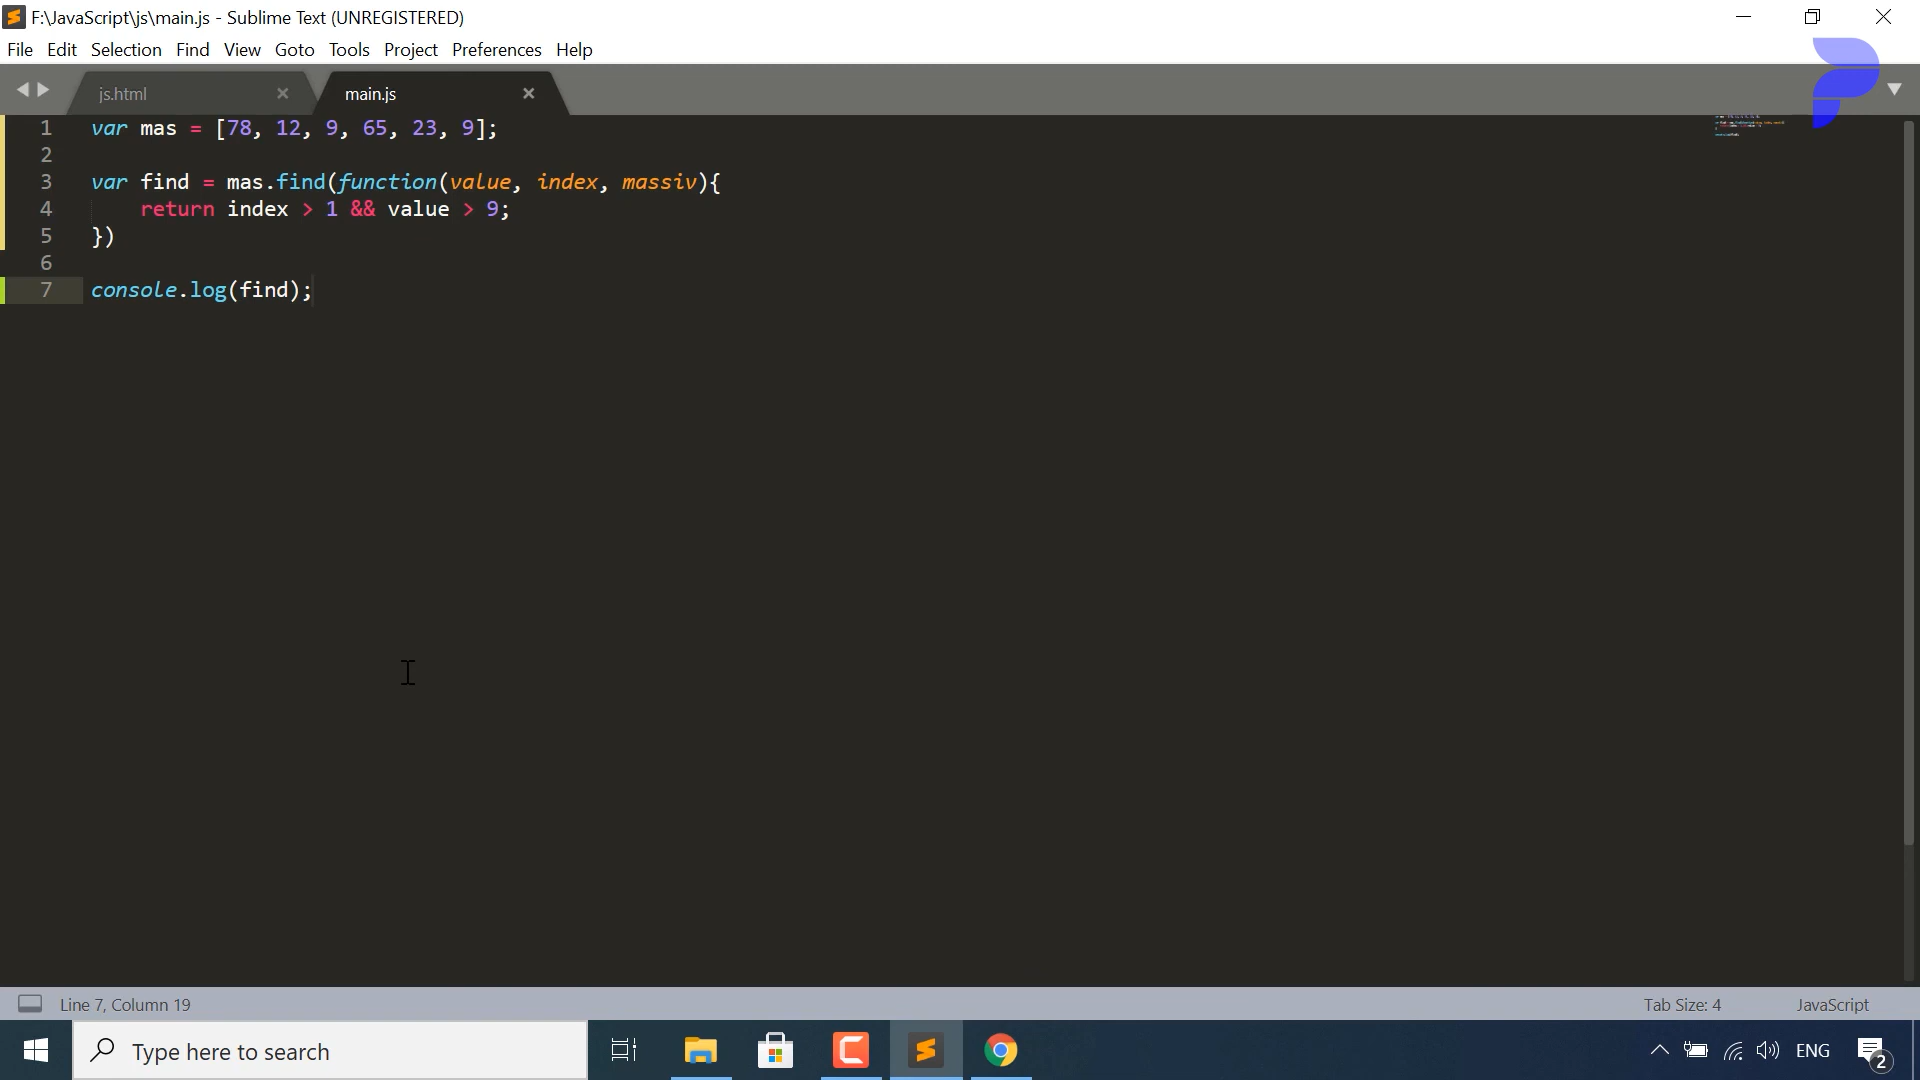 F:\JavaScript\js\main.js - Sublime Text (UNREGISTERED)
File Edit Selection Find View Goto Tools Project Preferences Help
js.html main.js
1 var mas = [78, 12, 9, 65, 23, 9];
2
3 var find = mas.find(function(value, index, massiv){
4     return index > 1 && value > 9;
5 })
6
7 console.log(find);
Line 7, Column 19 Tab Size: 4 JavaScript
Type here to search ENG 2